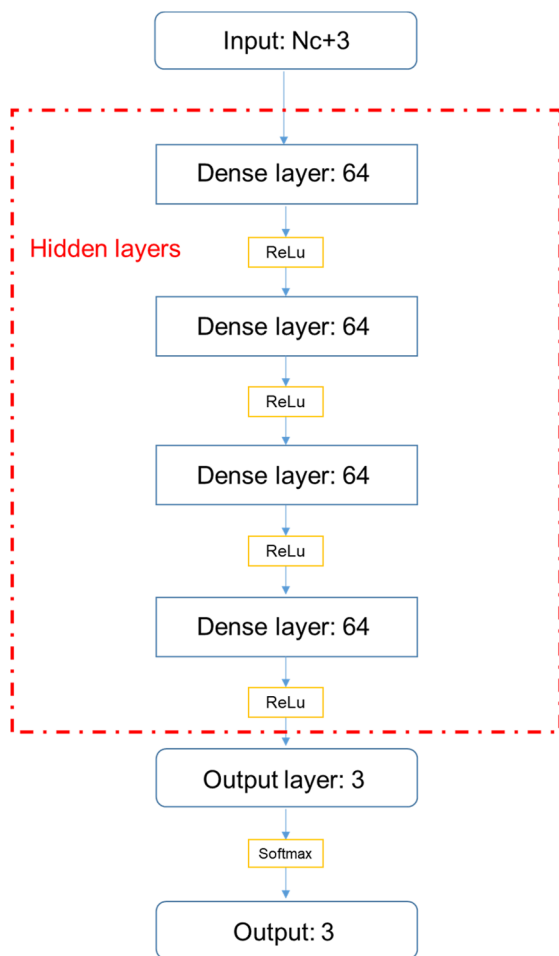 Input: Nc+3
Dense layer: 64
Hidden layers
ReLu
Dense layer: 64
ReLu
Dense layer: 64
ReLu
Dense layer: 64
ReLu
Output layer: 3
Softmax
Output: 3